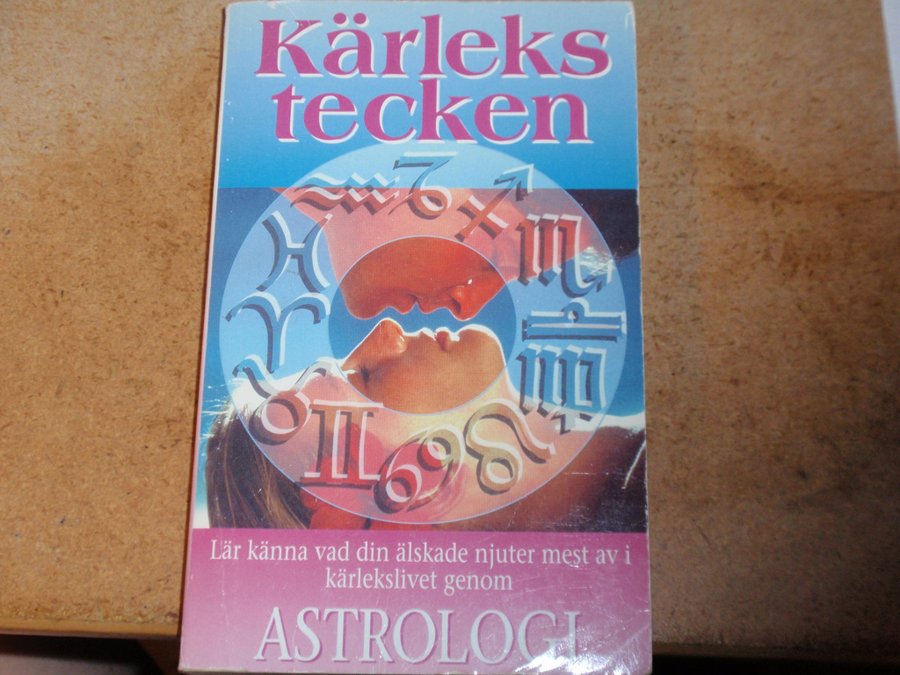 Kärleks
tecken
Lär känna vad din älskade njuter mest av i
kärlekslivet genom
ASTROLOGI